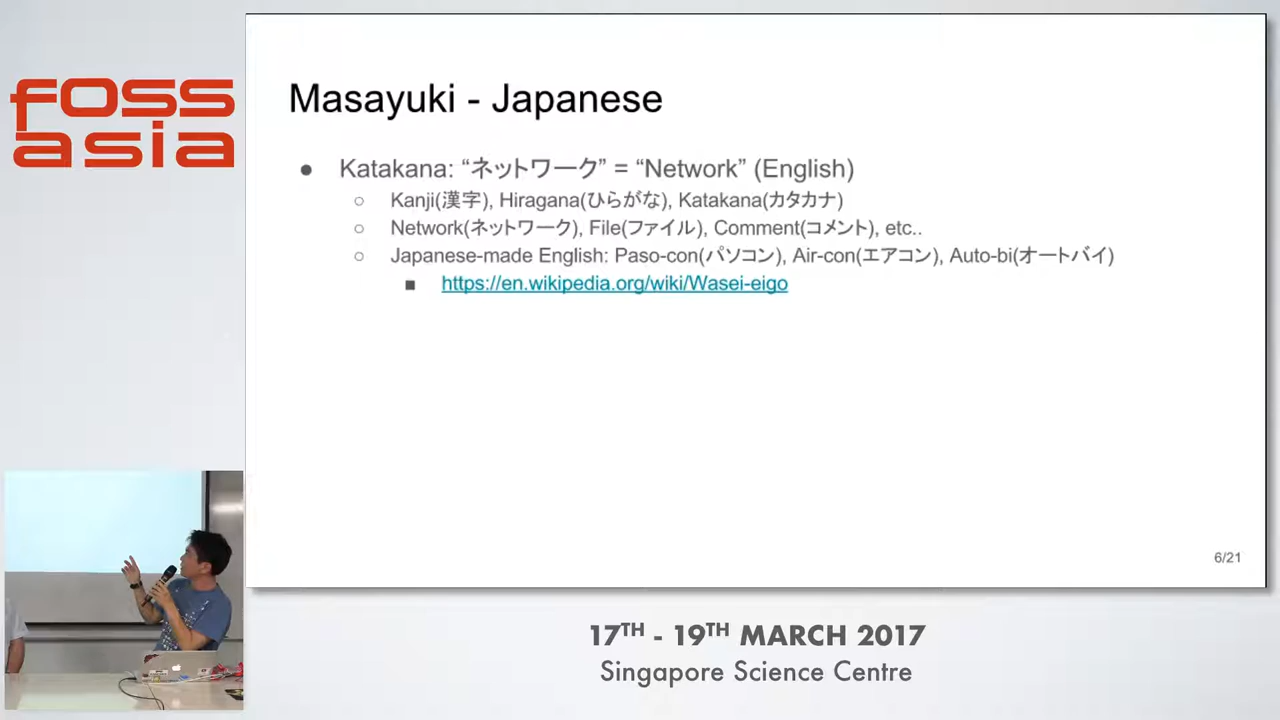 foss
asia
Masayuki - Japanese
● Katakana: “ネットワーク” = “Network” (English)
○ Kanji(漢字), Hiragana(ひらがな), Katakana(カタカナ)
○ Network(ネットワーク), File(ファイル), Comment(コメント), etc..
○ Japanese-made English: Paso-con(パソコン), Air-con(エアコン), Auto-bi(オートバイ)
■ https://en.wikipedia.org/wiki/Wasei-eigo
6/21
17TH - 19TH MARCH 2017
Singapore Science Centre